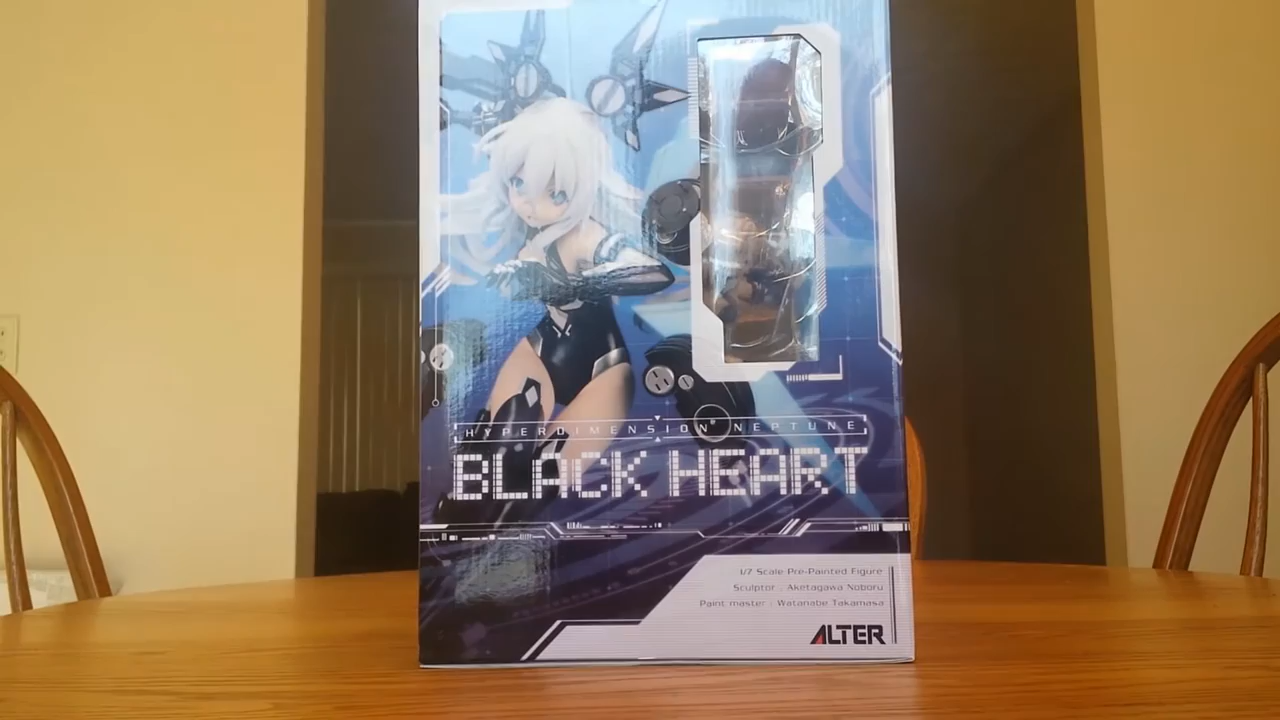 HYPERDIMENSION NEPTUNE
BLACK HEART
1/7 Scale Pre-Painted Figure
Sculptor : Aketagawa Noboru
Paint master : Watanabe Takamasa
ALTER